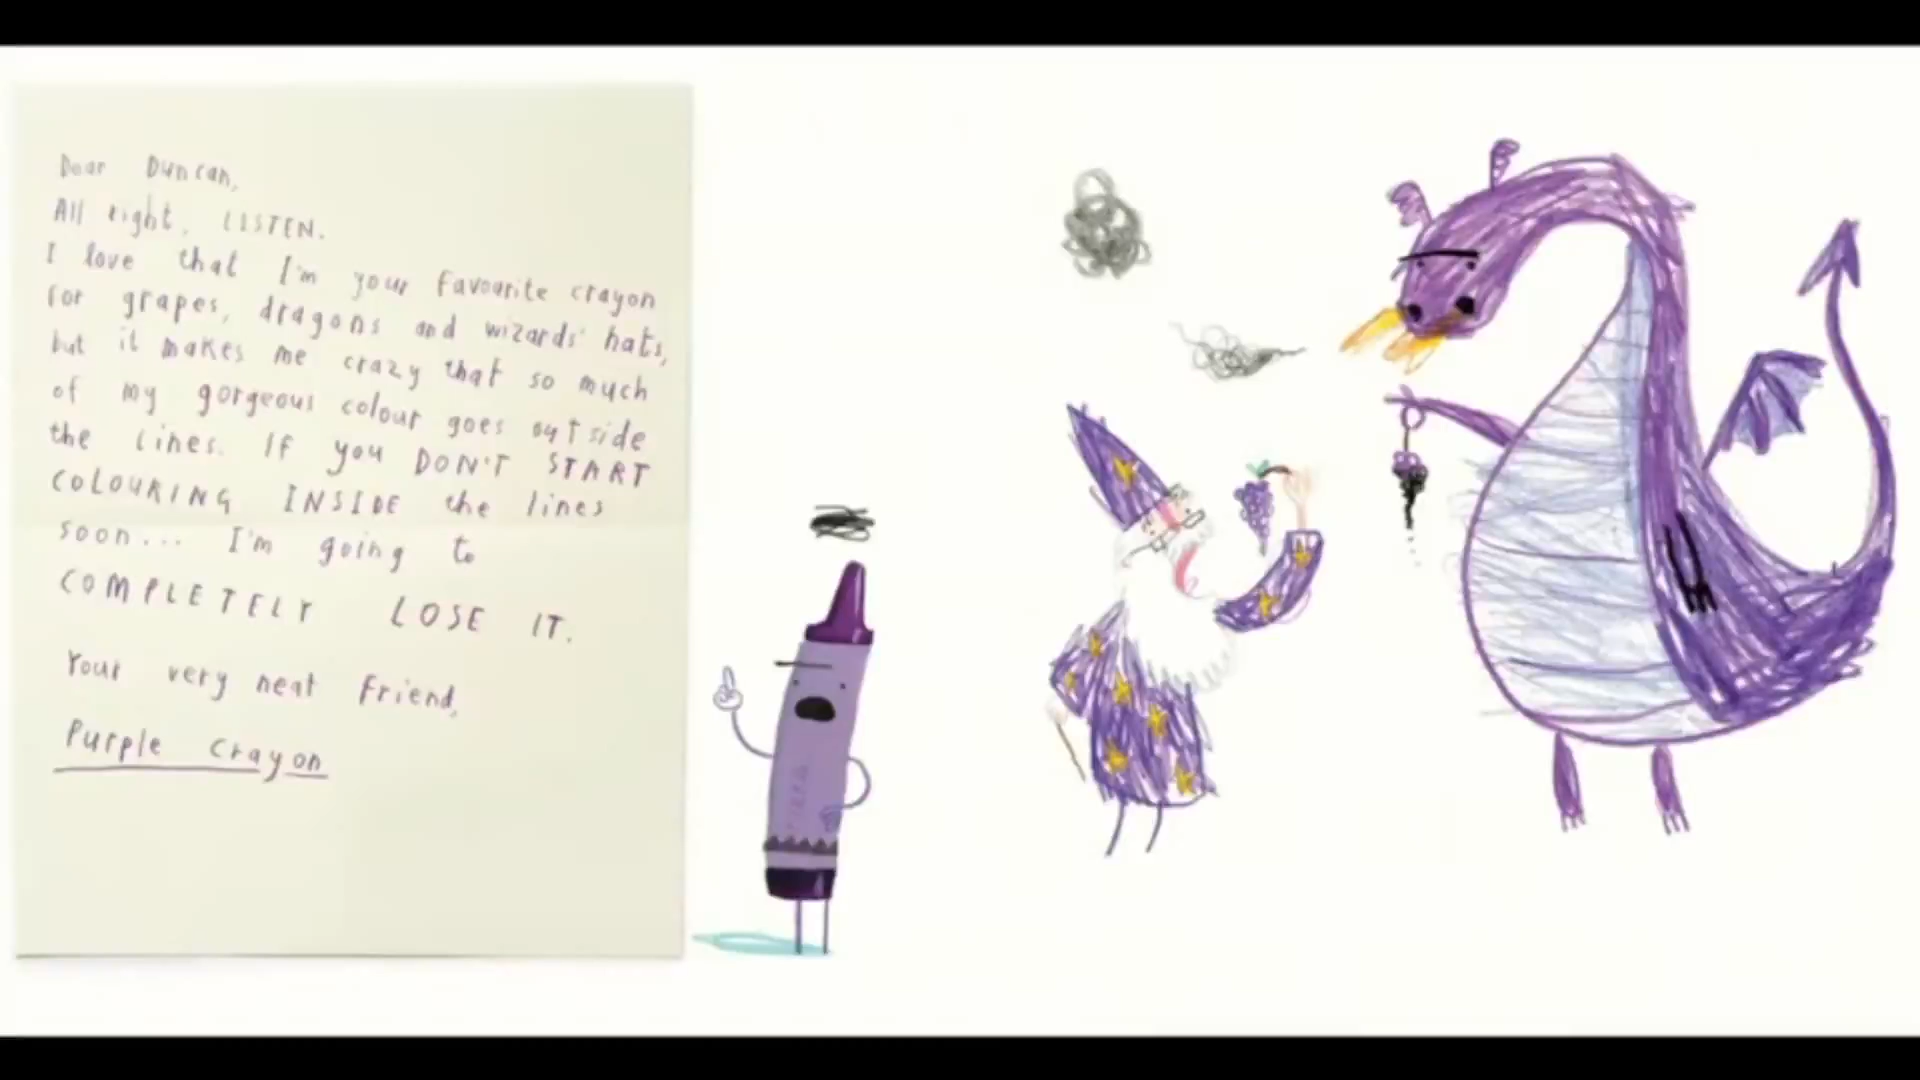 Dear Duncan,
All right, LISTEN.
I love that I'm your favourite crayon
for grapes, dragons and wizards' hats,
but it makes me crazy that so much
of my gorgeous colour goes outside
the lines. If you DON'T START
COLOURING INSIDE the lines
soon... I'm going to
COMPLETELY LOSE IT.
Your very neat friend,
Purple Crayon